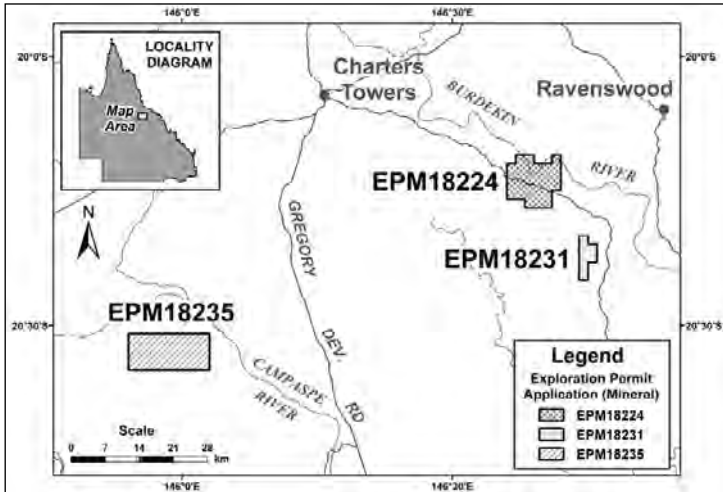 146°0'E
146°30'E
20°0'S
20°0'S
LOCALITY
DIAGRAM
Map
Area
Charters
Towers
Ravenswood
BURDEKIN
RIVER
EPM18224
N
GREGORY
DEV.
RD
EPM18231
EPM18235
20°30'S
20°30'S
CAMPASPE
RIVER
Legend
Exploration Permit
Application (Mineral)
EPM18224
EPM18231
EPM18235
Scale
0 7 14 21 28
km
146°0'E
146°30'E